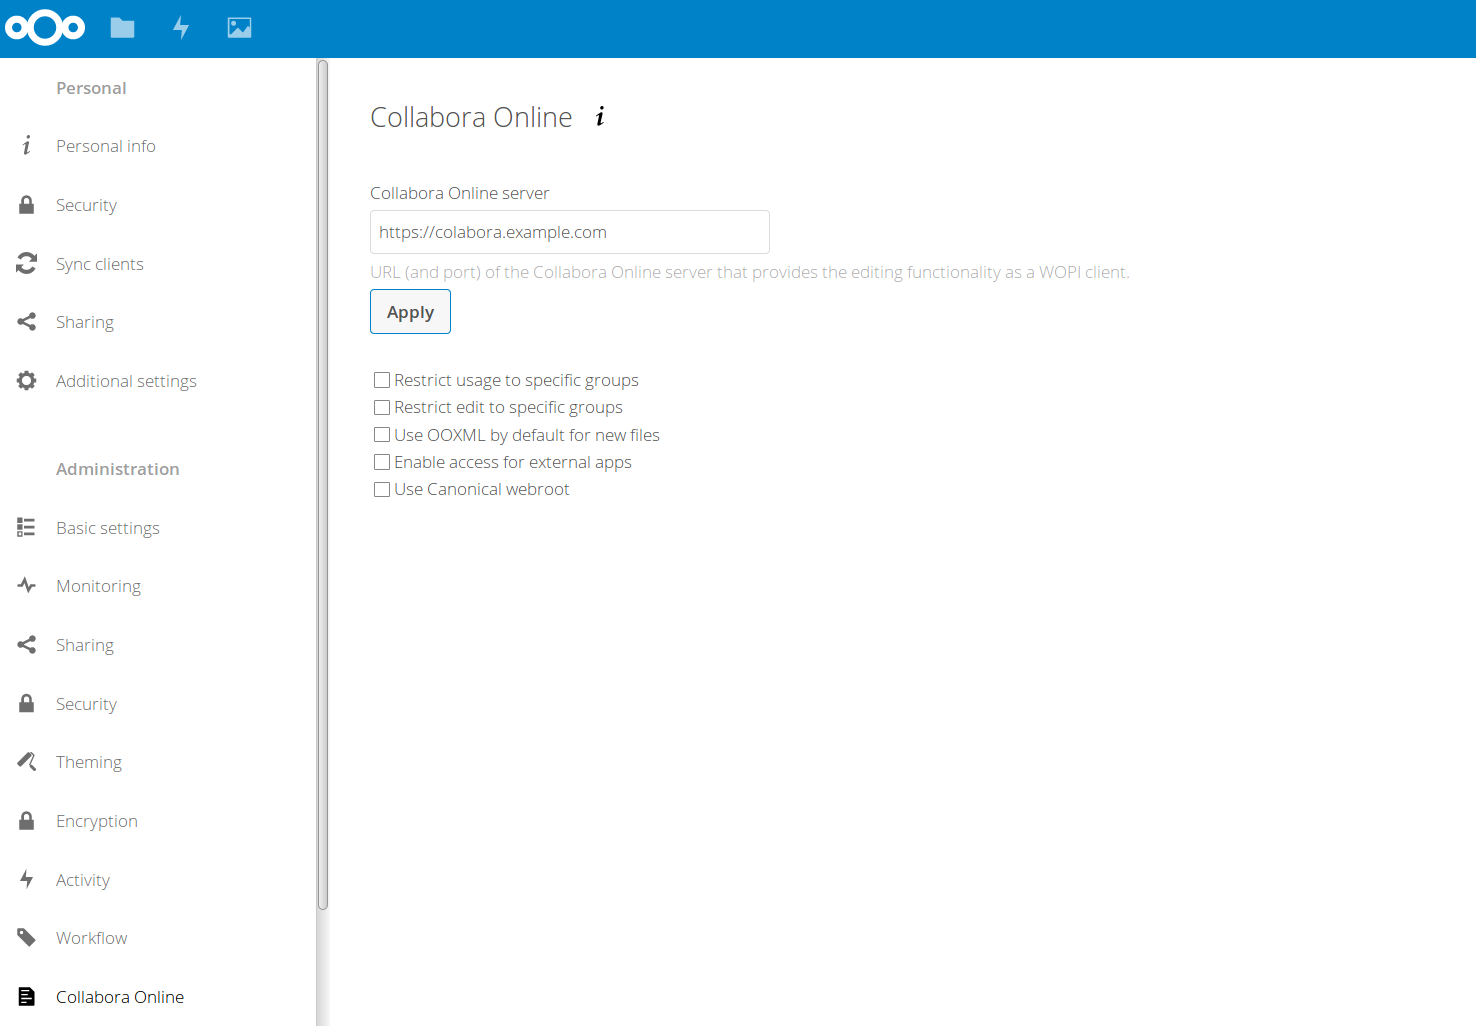 Personal
Personal info
Security
Sync clients
Sharing
Additional settings
Administration
Basic settings
Monitoring
Sharing
Security
Theming
Encryption
Activity
Workflow
Collabora Online
Collabora Online i
Collabora Online server
https://colabora.example.com
URL (and port) of the Collabora Online server that provides the editing functionality as a WOPI client.
Apply
Restrict usage to specific groups
Restrict edit to specific groups
Use OOXML by default for new files
Enable access for external apps
Use Canonical webroot